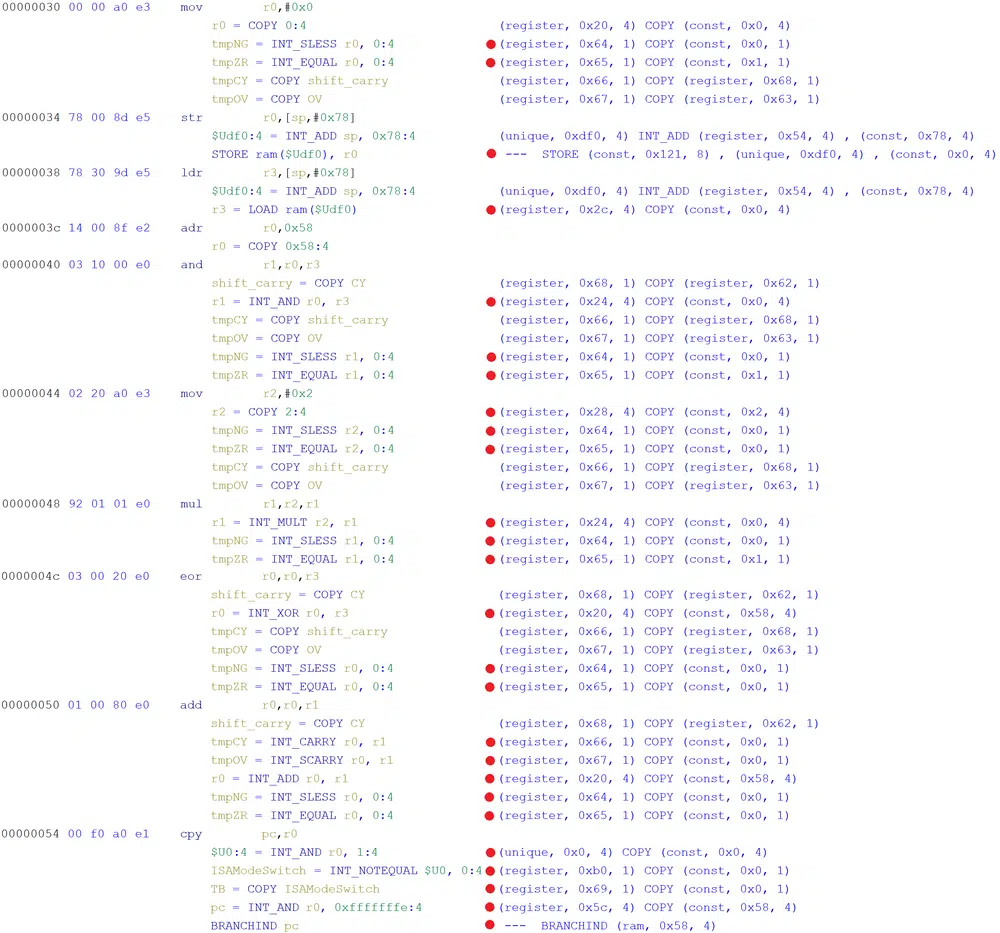 00000030 00 00 a0 e3 mov r0,#0x0
r0 = COPY 0:4 (register, 0x20, 4) COPY (const, 0x0, 4)
tmpNG = INT_SLESS r0, 0:4 (register, 0x64, 1) COPY (const, 0x0, 1)
tmpZR = INT_EQUAL r0, 0:4 (register, 0x65, 1) COPY (const, 0x1, 1)
tmpCY = COPY shift_carry (register, 0x66, 1) COPY (register, 0x68, 1)
tmpOV = COPY OV (register, 0x67, 1) COPY (register, 0x63, 1)
00000034 78 00 8d e5 str r0,[sp,#0x78]
$Udf0:4 = INT_ADD sp, 0x78:4 (unique, 0xdf0, 4) INT_ADD (register, 0x54, 4) , (const, 0x78, 4)
STORE ram($Udf0), r0 --- STORE (const, 0x121, 8) , (unique, 0xdf0, 4) , (const, 0x0, 4)
00000038 78 30 9d e5 ldr r3,[sp,#0x78]
$Udf0:4 = INT_ADD sp, 0x78:4 (unique, 0xdf0, 4) INT_ADD (register, 0x54, 4) , (const, 0x78, 4)
r3 = LOAD ram($Udf0) (register, 0x2c, 4) COPY (const, 0x0, 4)
0000003c 14 00 8f e2 adr r0,0x58
r0 = COPY 0x58:4
00000040 03 10 00 e0 and r1,r0,r3
shift_carry = COPY CY (register, 0x68, 1) COPY (register, 0x62, 1)
r1 = INT_AND r0, r3 (register, 0x24, 4) COPY (const, 0x0, 4)
tmpCY = COPY shift_carry (register, 0x66, 1) COPY (register, 0x68, 1)
tmpOV = COPY OV (register, 0x67, 1) COPY (register, 0x63, 1)
tmpNG = INT_SLESS r1, 0:4 (register, 0x64, 1) COPY (const, 0x0, 1)
tmpZR = INT_EQUAL r1, 0:4 (register, 0x65, 1) COPY (const, 0x1, 1)
00000044 02 20 a0 e3 mov r2,#0x2
r2 = COPY 2:4 (register, 0x28, 4) COPY (const, 0x2, 4)
tmpNG = INT_SLESS r2, 0:4 (register, 0x64, 1) COPY (const, 0x0, 1)
tmpZR = INT_EQUAL r2, 0:4 (register, 0x65, 1) COPY (const, 0x0, 1)
tmpCY = COPY shift_carry (register, 0x66, 1) COPY (register, 0x68, 1)
tmpOV = COPY OV (register, 0x67, 1) COPY (register, 0x63, 1)
00000048 92 01 01 e0 mul r1,r2,r1
r1 = INT_MULT r2, r1 (register, 0x24, 4) COPY (const, 0x0, 4)
tmpNG = INT_SLESS r1, 0:4 (register, 0x64, 1) COPY (const, 0x0, 1)
tmpZR = INT_EQUAL r1, 0:4 (register, 0x65, 1) COPY (const, 0x1, 1)
0000004c 03 00 20 e0 eor r0,r0,r3
shift_carry = COPY CY (register, 0x68, 1) COPY (register, 0x62, 1)
r0 = INT_XOR r0, r3 (register, 0x20, 4) COPY (const, 0x58, 4)
tmpCY = COPY shift_carry (register, 0x66, 1) COPY (register, 0x68, 1)
tmpOV = COPY OV (register, 0x67, 1) COPY (register, 0x63, 1)
tmpNG = INT_SLESS r0, 0:4 (register, 0x64, 1) COPY (const, 0x0, 1)
tmpZR = INT_EQUAL r0, 0:4 (register, 0x65, 1) COPY (const, 0x0, 1)
00000050 01 00 80 e0 add r0,r0,r1
shift_carry = COPY CY (register, 0x68, 1) COPY (register, 0x62, 1)
tmpCY = INT_CARRY r0, r1 (register, 0x66, 1) COPY (const, 0x0, 1)
tmpOV = INT_SCARRY r0, r1 (register, 0x67, 1) COPY (const, 0x0, 1)
r0 = INT_ADD r0, r1 (register, 0x20, 4) COPY (const, 0x58, 4)
tmpNG = INT_SLESS r0, 0:4 (register, 0x64, 1) COPY (const, 0x0, 1)
tmpZR = INT_EQUAL r0, 0:4 (register, 0x65, 1) COPY (const, 0x0, 1)
00000054 00 f0 a0 e1 cpy pc,r0
$U0:4 = INT_AND r0, 1:4 (unique, 0x0, 4) COPY (const, 0x0, 4)
ISAModeSwitch = INT_NOTEQUAL $U0, 0:4 (register, 0xb0, 1) COPY (const, 0x0, 1)
TB = COPY ISAModeSwitch (register, 0x69, 1) COPY (const, 0x0, 1)
pc = INT_AND r0, 0xfffffffe:4 (register, 0x5c, 4) COPY (const, 0x58, 4)
BRANCHIND pc --- BRANCHIND (ram, 0x58, 4)